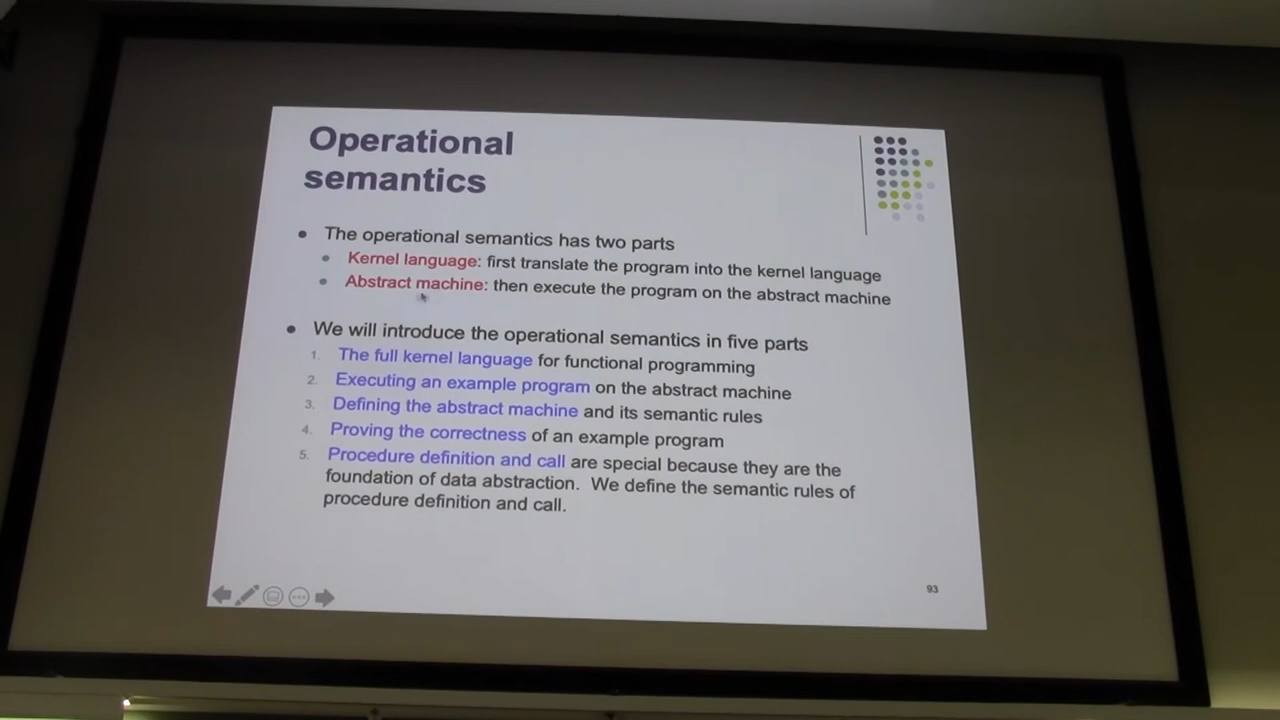 Operational
semantics
The operational semantics has two parts
Kernel language: first translate the program into the kernel language
Abstract machine: then execute the program on the abstract machine
We will introduce the operational semantics in five parts
1. The full kernel language for functional programming
2. Executing an example program on the abstract machine
3. Defining the abstract machine and its semantic rules
4. Proving the correctness of an example program
5. Procedure definition and call are special because they are the
foundation of data abstraction. We define the semantic rules of
procedure definition and call.
93